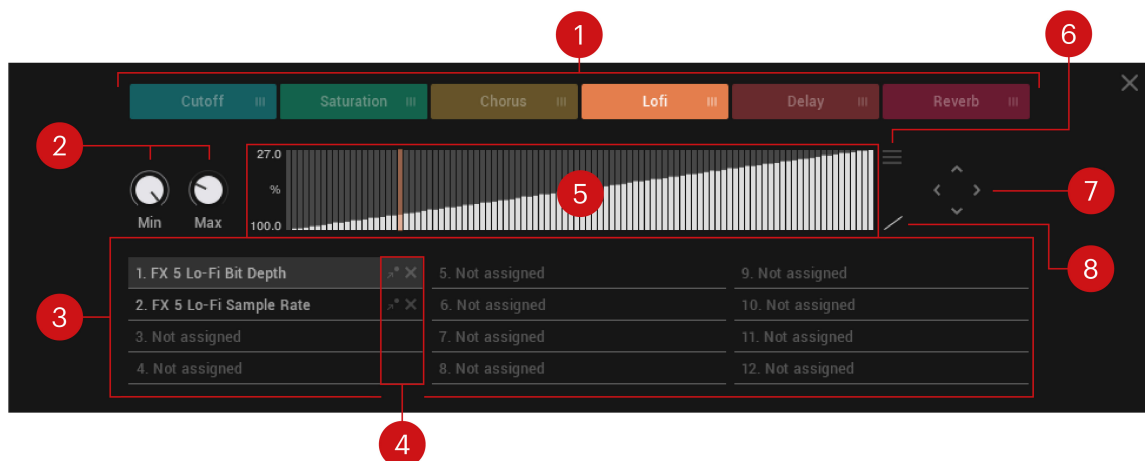 1
6
Cutoff
Saturation
Chorus
Lofi
Delay
Reverb
2
27.0
%
100.0
5
7
Min
Max
8
3
1. FX 5 Lo-Fi Bit Depth
5. Not assigned
9. Not assigned
2. FX 5 Lo-Fi Sample Rate
6. Not assigned
10. Not assigned
3. Not assigned
7. Not assigned
11. Not assigned
4. Not assigned
8. Not assigned
12. Not assigned
4